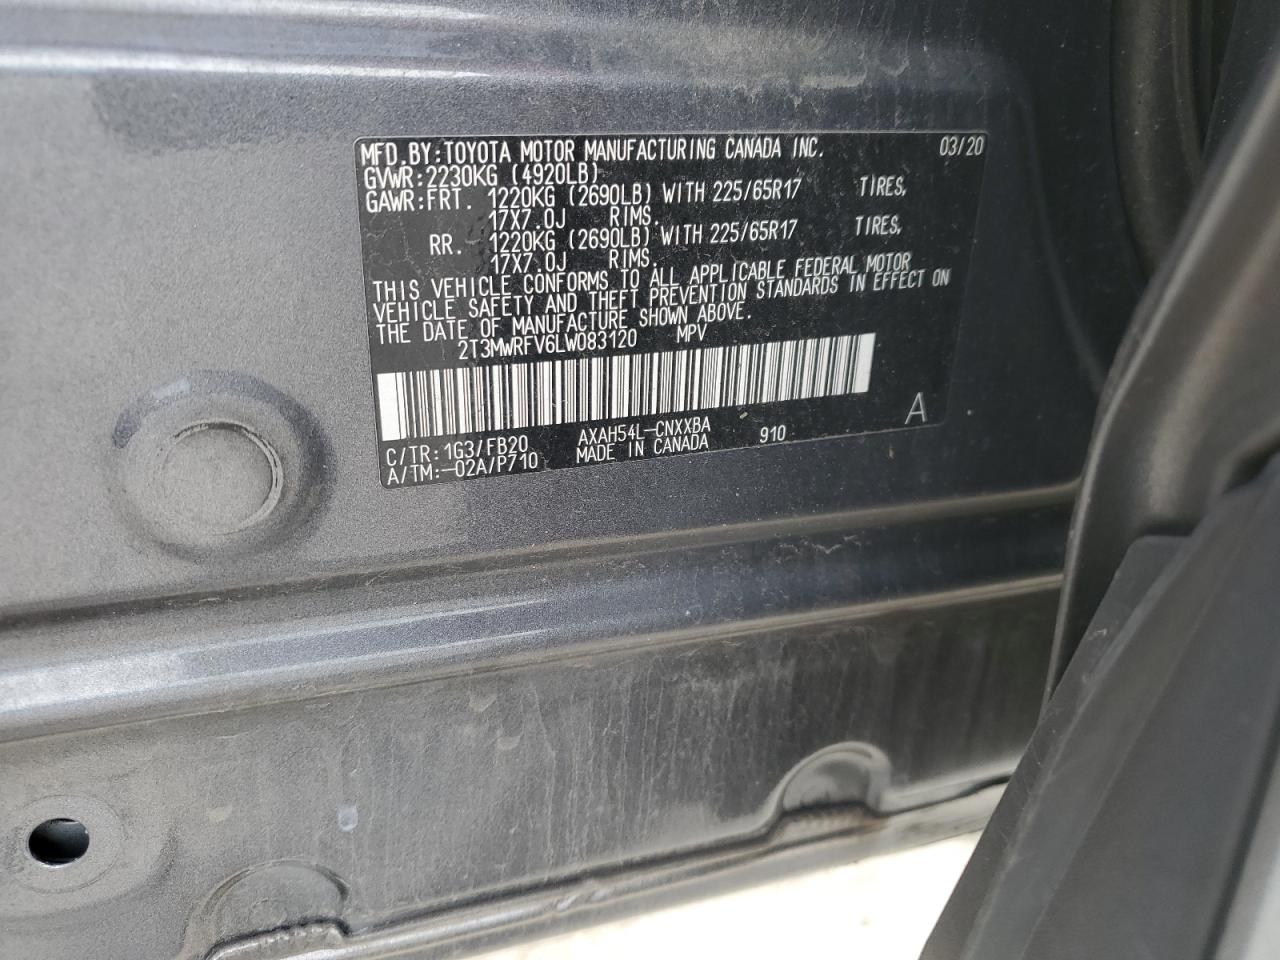 MFD.BY:TOYOTA MOTOR MANUFACTURING CANADA INC. 03/20
GVWR:2230KG (4920LB)
GAWR:FRT. 1220KG (2690LB) WITH 225/65R17 TIRES,
17X7.0J RIMS.
RR. 1220KG (2690LB) WITH 225/65R17 TIRES,
17X7.0J RIMS.
THIS VEHICLE CONFORMS TO ALL APPLICABLE FEDERAL MOTOR
VEHICLE SAFETY AND THEFT PREVENTION STANDARDS IN EFFECT ON
THE DATE OF MANUFACTURE SHOWN ABOVE.
2T3MWRFV6LW083120 MPV
A
C/TR:1G3/FB20 AXAH54L-CNXXBA 910
A/TM:-02A/P710 MADE IN CANADA